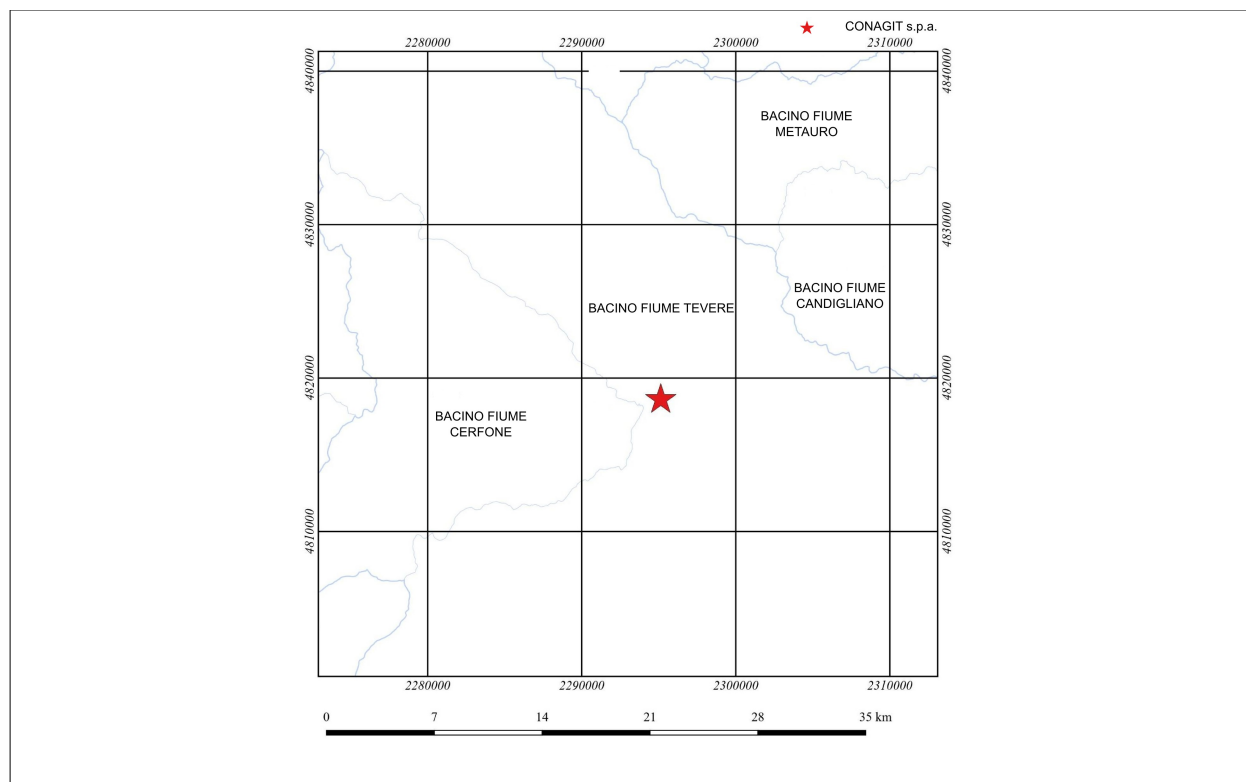 CONAGIT s.p.a.
2280000 2290000 2300000 2310000
4840000 4840000
BACINO FIUME
METAURO
4830000 4830000
BACINO FIUME
CANDIGLIANO
BACINO FIUME TEVERE
4820000 4820000
BACINO FIUME
CERFONE
4810000 4810000
2280000 2290000 2300000 2310000
0 7 14 21 28 35 km